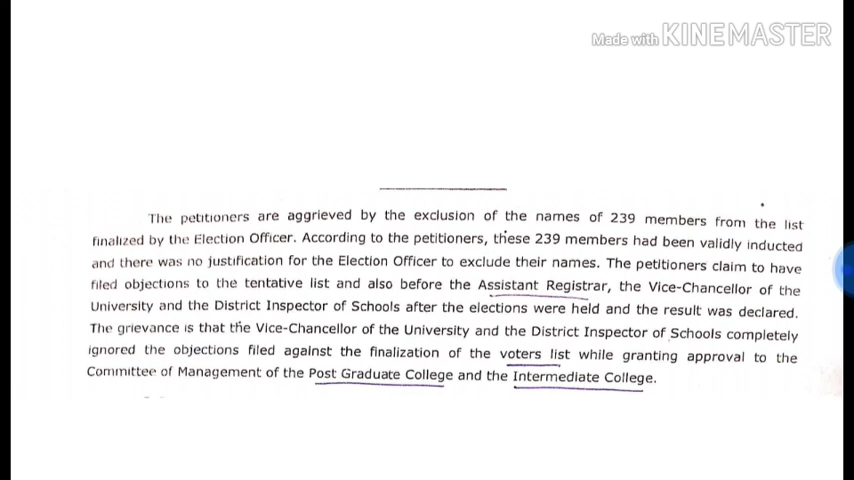 Made with KINEMASTER
The petitioners are aggrieved by the exclusion of the names of 239 members from the list
finalized by the Election Officer. According to the petitioners, these 239 members had been validly inducted
and there was no justification for the Election Officer to exclude their names. The petitioners claim to have
filed objections to the tentative list and also before the Assistant Registrar, the Vice-Chancellor of the
University and the District Inspector of Schools after the elections were held and the result was declared.
The grievance is that the Vice-Chancellor of the University and the District Inspector of Schools completely
ignored the objections filed against the finalization of the voters list while granting approval to the
Committee of Management of the Post Graduate College and the Intermediate College.